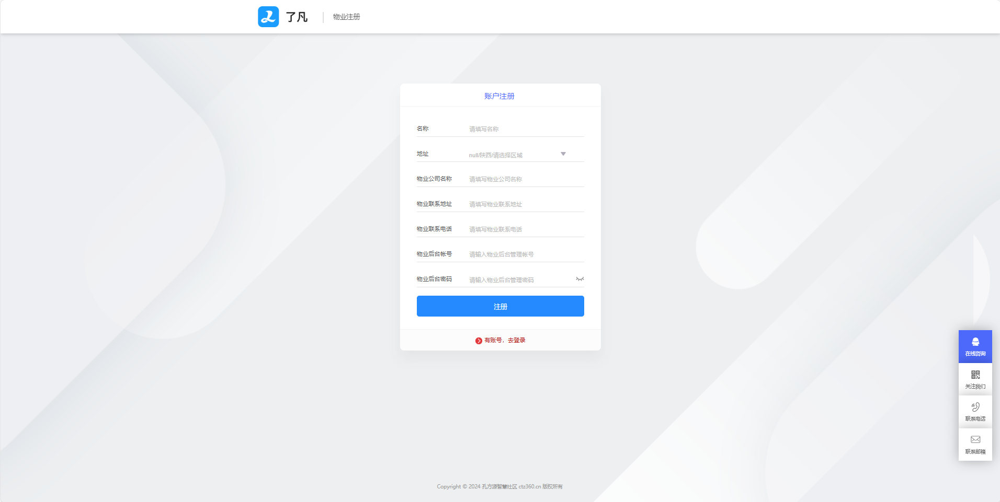 了凡
物业注册
账户注册
名称 请填写名称
地址 null/陕西/请选择区域
物业公司名称 请填写物业公司名称
物业联系地址 请填写物业联系地址
物业联系电话 请填写物业联系电话
物业后台帐号 请输入物业后台管理帐号
物业后台密码 请输入物业后台管理密码
注册
有账号，去登录
在线咨询
关注我们
联系电话
联系邮箱
Copyright © 2024 孔方源智慧社区 ctz360.cn 版权所有